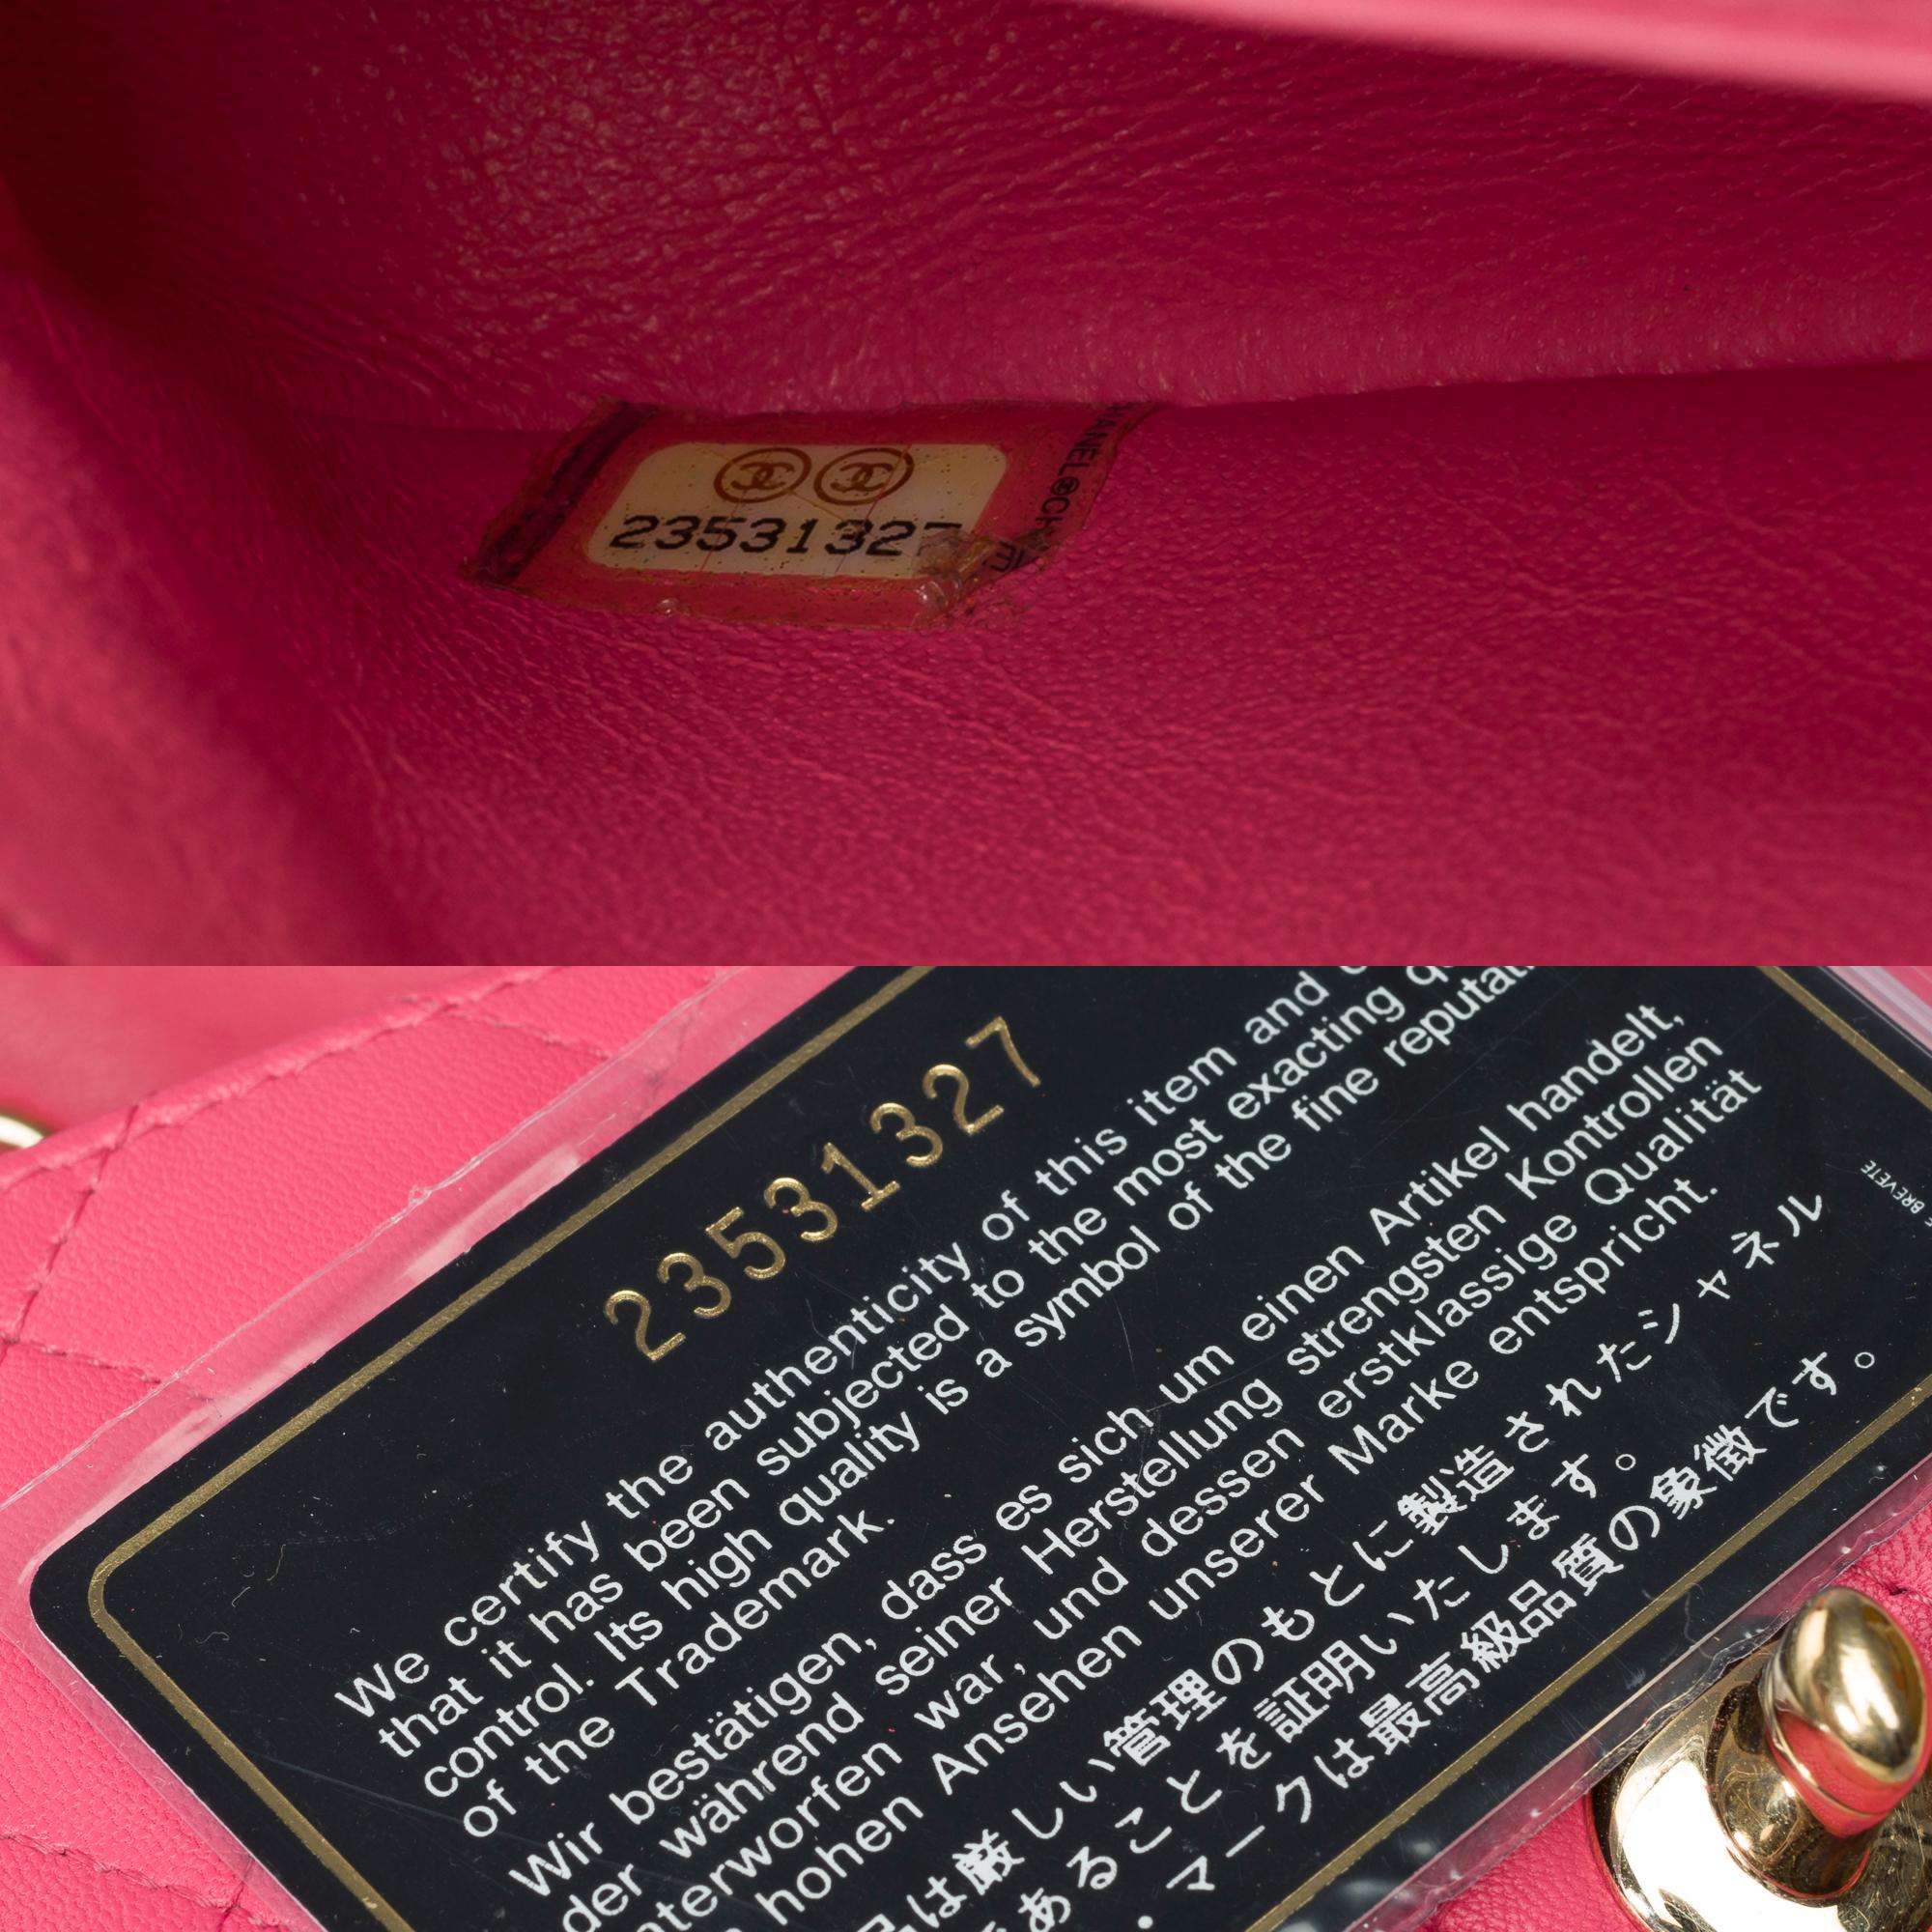 23531327
CHANEL
23531327
We certify the authenticity of this item and
that it has been subjected to the most exacting
control. Its high quality is a symbol of the fine
of the Trademark.
Wir bestätigen, dass es sich um einen Artikel handelt,
der während seiner Herstellung strengsten Kontrollen
unterworfen war, und dessen erstklassige Qualität
hohen Ansehen unserer Marke entspricht.
は厳しい管理のもとに製造されたシャネル
であることを証明いたします。
マークは最高級品質の象徴です。
BREVETE